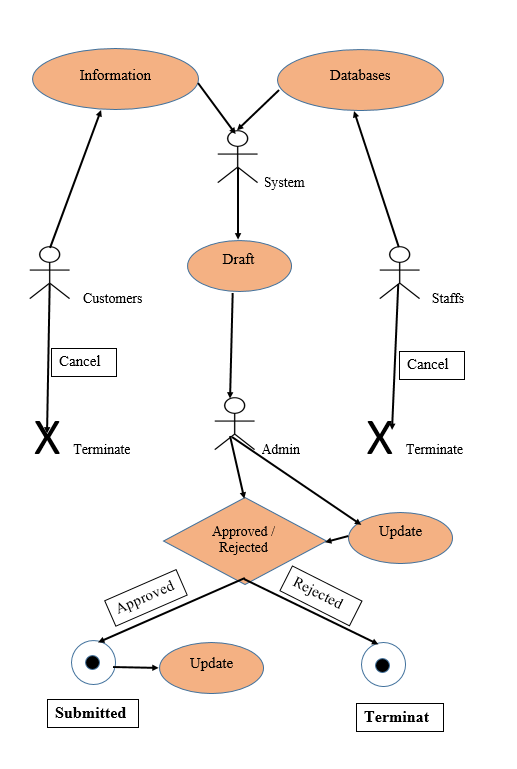 Information
Databases
System
Draft
Customers
Staffs
Cancel
Cancel
X
Terminate
X
Terminate
Admin
Approved /
Rejected
Update
Approved
Rejected
Update
Submitted
Terminat